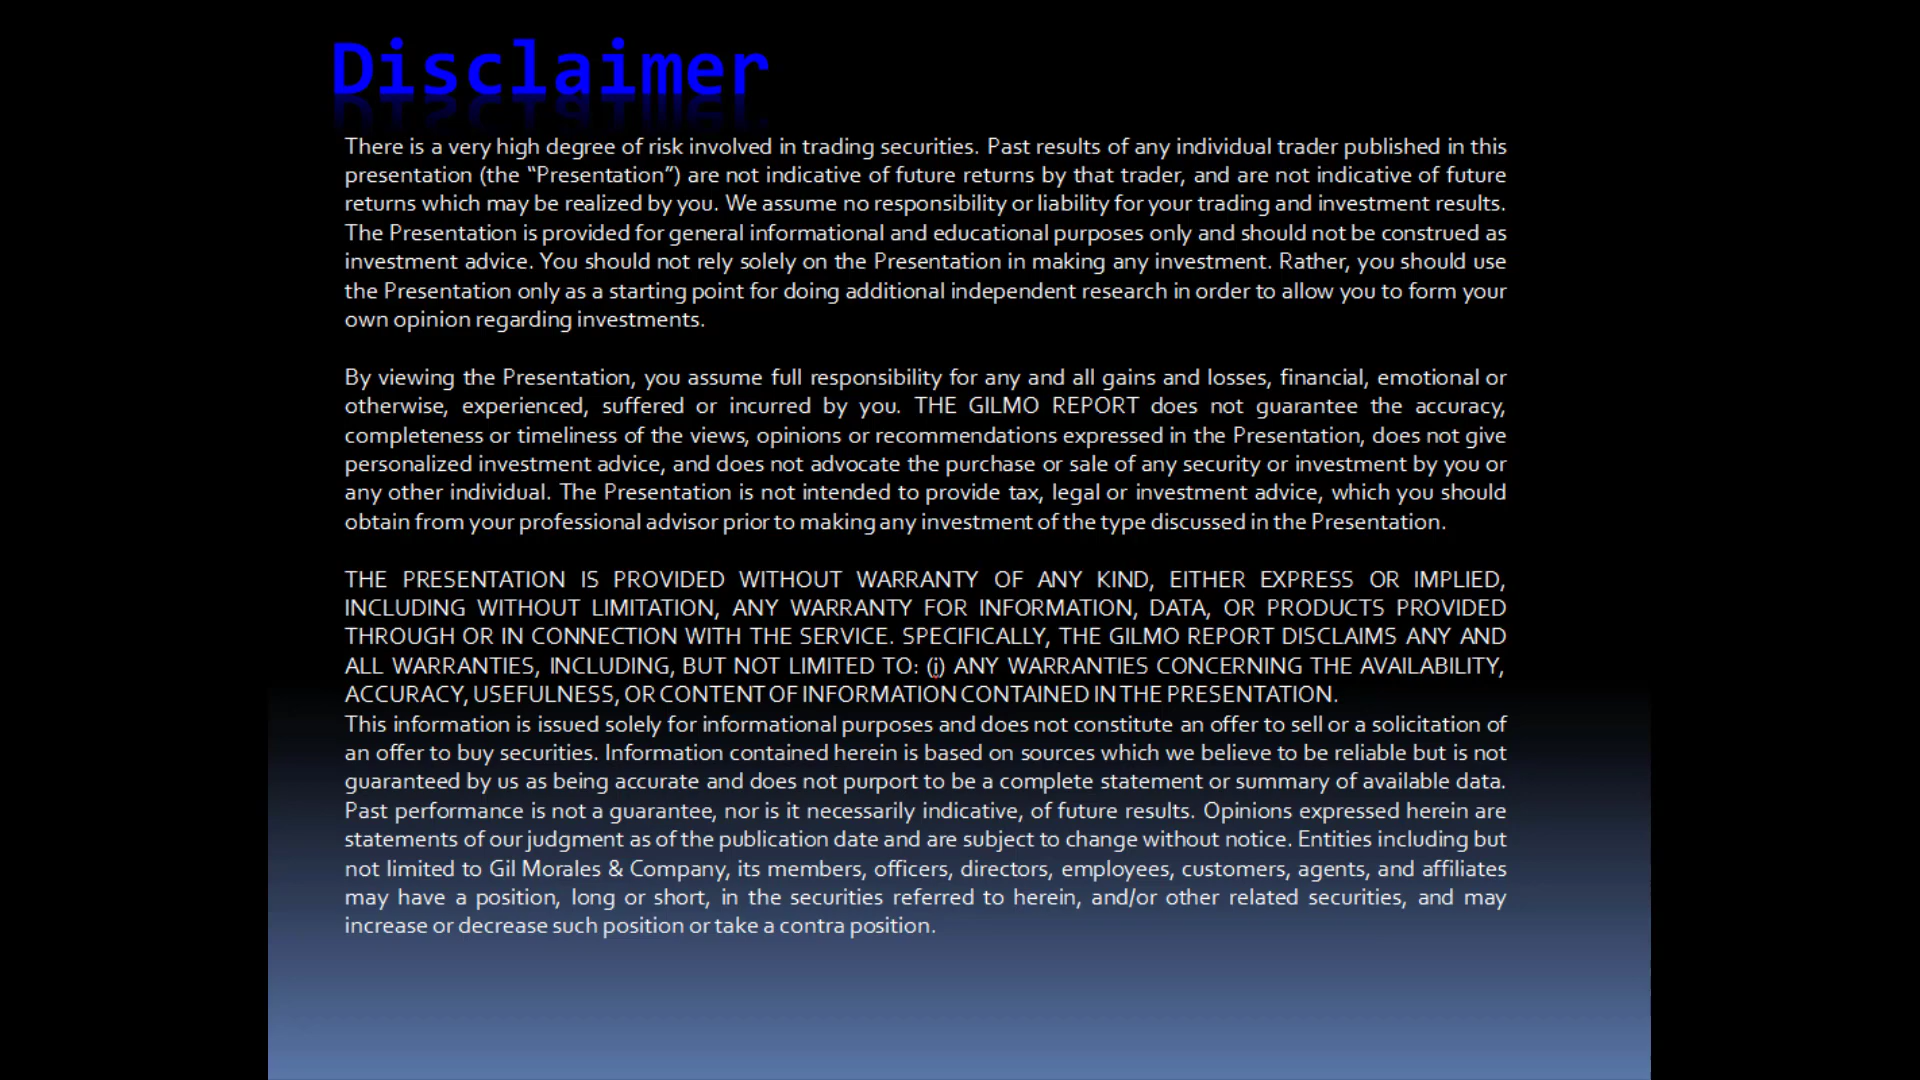 Disclaimer
There is a very high degree of risk involved in trading securities. Past results of any individual trader published in this
presentation (the “Presentation”) are not indicative of future returns by that trader, and are not indicative of future
returns which may be realized by you. We assume no responsibility or liability for your trading and investment results.
The Presentation is provided for general informational and educational purposes only and should not be construed as
investment advice. You should not rely solely on the Presentation in making any investment. Rather, you should use
the Presentation only as a starting point for doing additional independent research in order to allow you to form your
own opinion regarding investments.
By viewing the Presentation, you assume full responsibility for any and all gains and losses, financial, emotional or
otherwise, experienced, suffered or incurred by you. THE GILMO REPORT does not guarantee the accuracy,
completeness or timeliness of the views, opinions or recommendations expressed in the Presentation, does not give
personalized investment advice, and does not advocate the purchase or sale of any security or investment by you or
any other individual. The Presentation is not intended to provide tax, legal or investment advice, which you should
obtain from your professional advisor prior to making any investment of the type discussed in the Presentation.
THE PRESENTATION IS PROVIDED WITHOUT WARRANTY OF ANY KIND, EITHER EXPRESS OR IMPLIED,
INCLUDING WITHOUT LIMITATION, ANY WARRANTY FOR INFORMATION, DATA, OR PRODUCTS PROVIDED
THROUGH OR IN CONNECTION WITH THE SERVICE. SPECIFICALLY, THE GILMO REPORT DISCLAIMS ANY AND
ALL WARRANTIES, INCLUDING, BUT NOT LIMITED TO: (i) ANY WARRANTIES CONCERNING THE AVAILABILITY,
ACCURACY, USEFULNESS, OR CONTENT OF INFORMATION CONTAINED IN THE PRESENTATION.
This information is issued solely for informational purposes and does not constitute an offer to sell or a solicitation of
an offer to buy securities. Information contained herein is based on sources which we believe to be reliable but is not
guaranteed by us as being accurate and does not purport to be a complete statement or summary of available data.
Past performance is not a guarantee, nor is it necessarily indicative, of future results. Opinions expressed herein are
statements of our judgment as of the publication date and are subject to change without notice. Entities including but
not limited to Gil Morales & Company, its members, officers, directors, employees, customers, agents, and affiliates
may have a position, long or short, in the securities referred to herein, and/or other related securities, and may
increase or decrease such position or take a contra position.